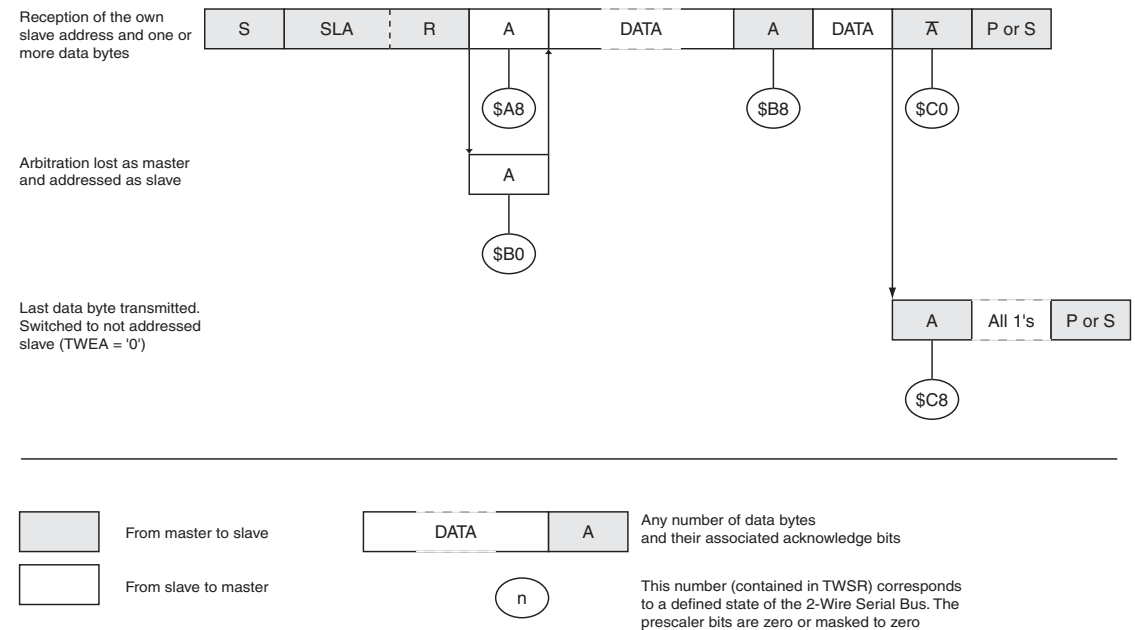 Reception of the own
slave address and one or
more data bytes
S SLA R A DATA A DATA A̅ P or S
$A8 $B8 $C0
Arbitration lost as master
and addressed as slave
A
$B0
Last data byte transmitted.
Switched to not addressed
slave (TWEA = '0')
A All 1's P or S
$C8
From master to slave
DATA A
Any number of data bytes
and their associated acknowledge bits
From slave to master
n
This number (contained in TWSR) corresponds
to a defined state of the 2-Wire Serial Bus. The
prescaler bits are zero or masked to zero